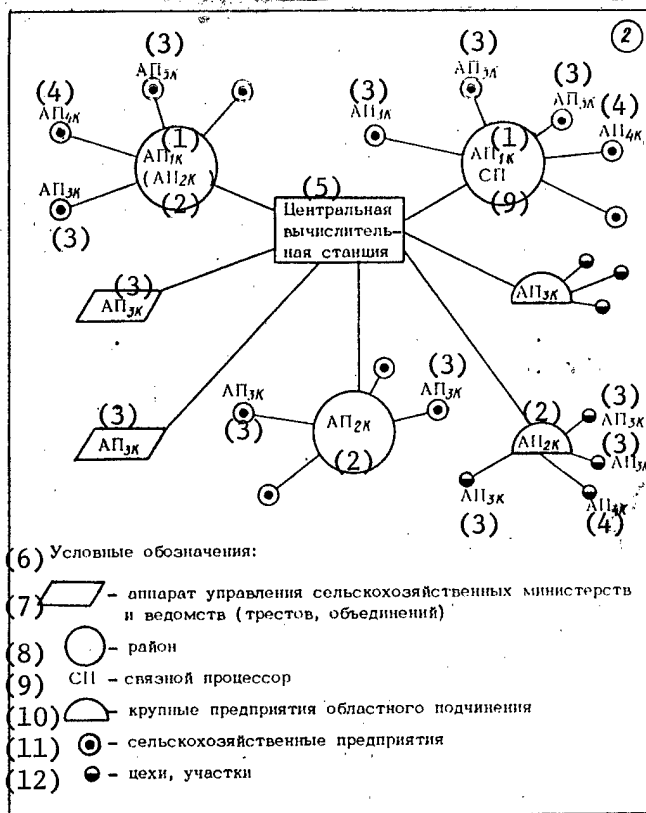 2
(3)
АП3К
(3)
АП3К
(3)
(4)
АП4К
(3)
АП1К
АП3К
(4)
АП4К
(1)
АП1К
(АП2К)
(2)
(1)
АП1К
СП
(9)
АП3К
(3)
(5)
Центральная
вычислитель-
ная станция
(3)
АП3К
АП3К
(3)
АП3К
АП3К
(3)
(3)
АП3К
АП2К
(2)
(2)
АП2К
(3)
АП3К
(3)
АП3К
АП3К
(3)
(4)
(6) Условные обозначения:
(7) - аппарат управления сельскохозяйственных министерств
и ведомств (трестов, объединений)
(8) - район
(9) СП - связной процессор
(10) - крупные предприятия областного подчинения
(11) - сельскохозяйственные предприятия
(12) - цехи, участки